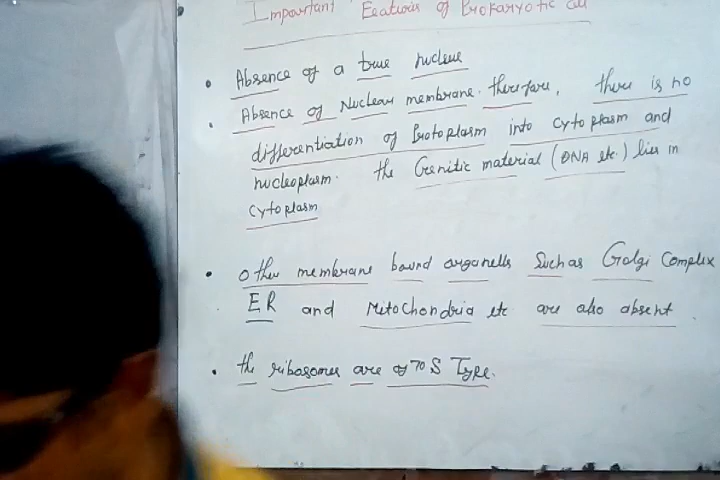 Important Features of Prokaryotic cell
• Absence of a true nucleus
• Absence of Nuclear membrane. therefore, there is no
differentiation of Protoplasm into cytoplasm and
nucleoplasm. the Genitic material (DNA etc.) lies in
cytoplasm
• other membrane bound organells Such as Golgi Complex
ER and Mitochondria etc are also absent.
• the ribosomes are of 70 S Type.